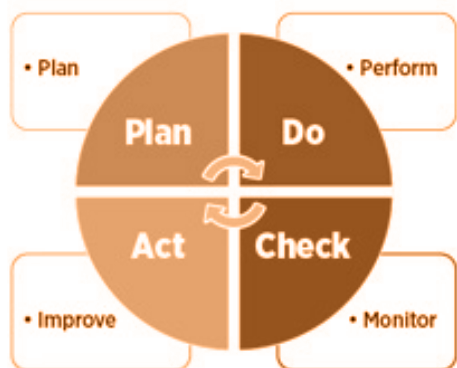 • Plan
• Perform
Plan
Do
Act
Check
• Improve
• Monitor